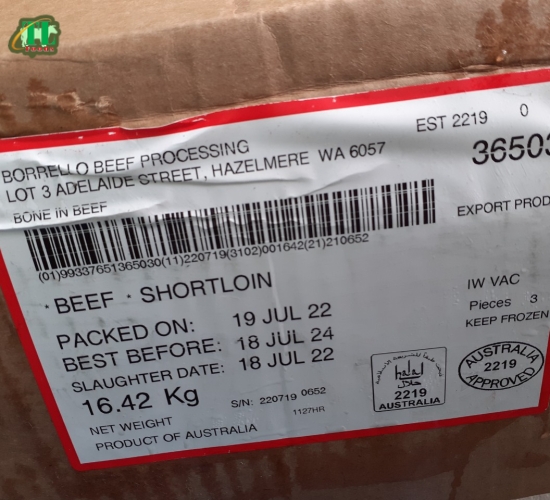 BORRELLO BEEF PROCESSING
LOT 3 ADELAIDE STREET, HAZELMERE WA 6057
EST 2219 0
BONE IN BEEF
EXPORT PROD
(01)99337651365030(11)220719(3102)001642(21)210652
BEEF SHORTLOIN
IW VAC
Pieces 3
KEEP FROZEN
PACKED ON: 19 JUL 22
BEST BEFORE: 18 JUL 24
SLAUGHTER DATE: 18 JUL 22
16.42 Kg
S/N: 220719 0652
1127HR
NET WEIGHT
PRODUCT OF AUSTRALIA
halal
حلال
2219
AUSTRALIA
AUSTRALIA
2219
APPROVED